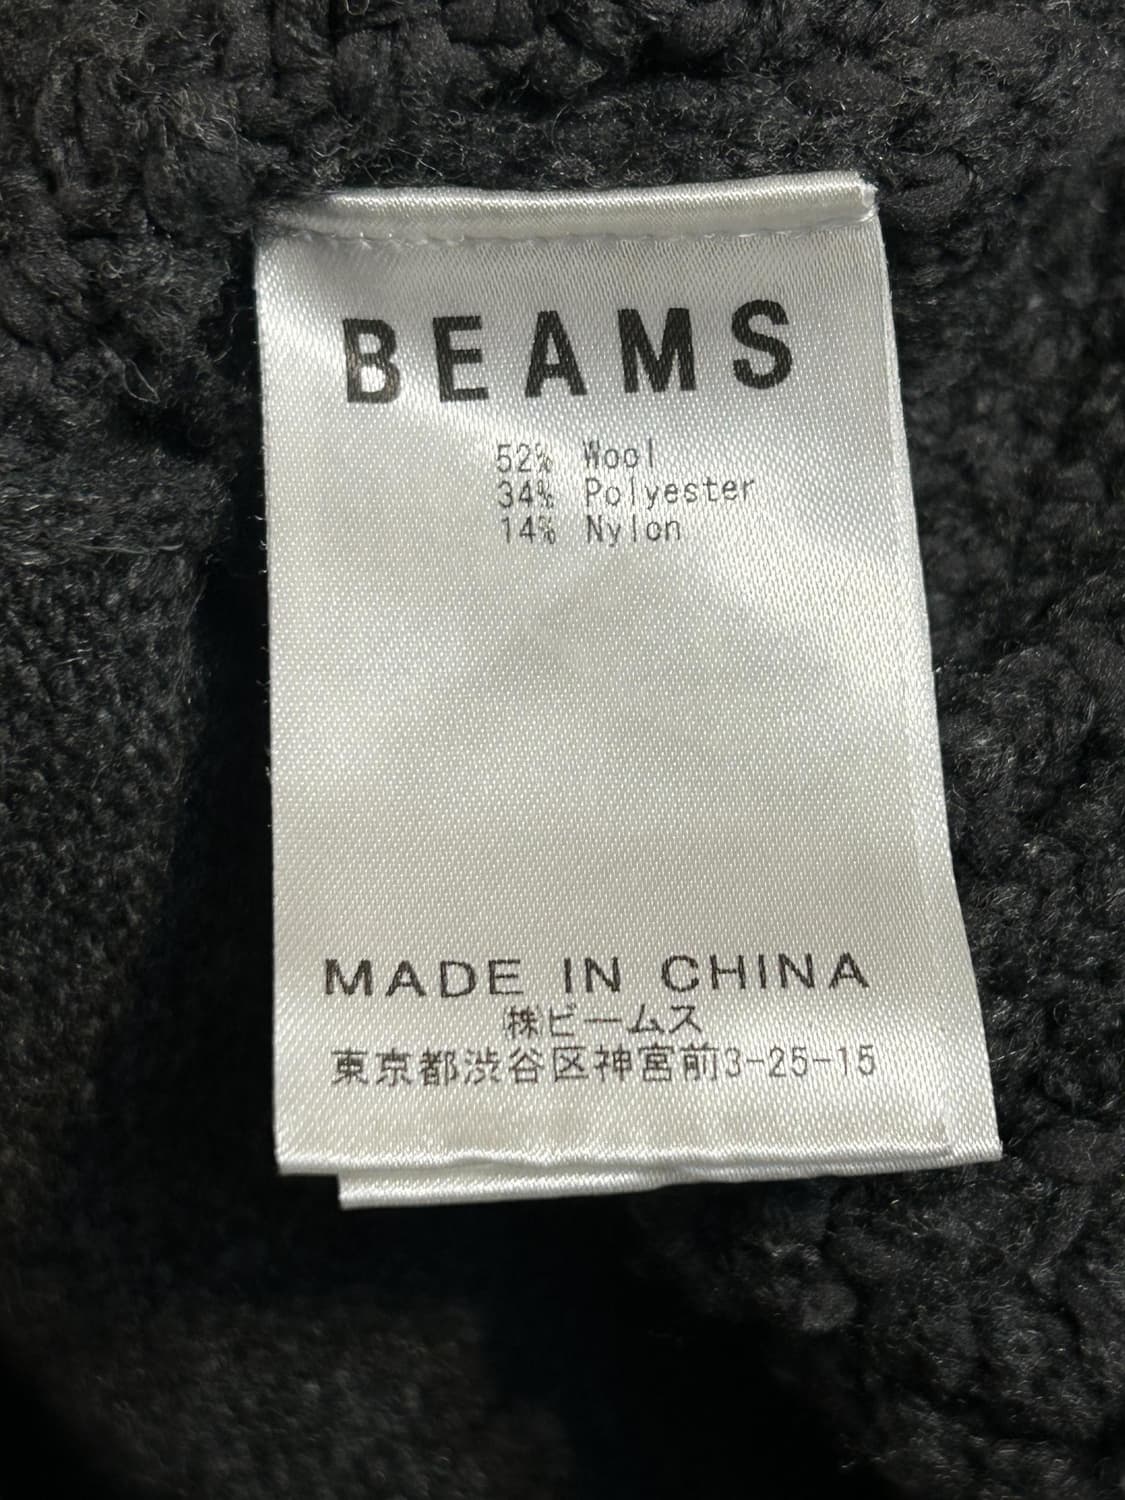 BEAMS
52% Wool
34% Polyester
14% Nylon
MADE IN CHINA
㈱ビームス
東京都渋谷区神宮前3-25-15